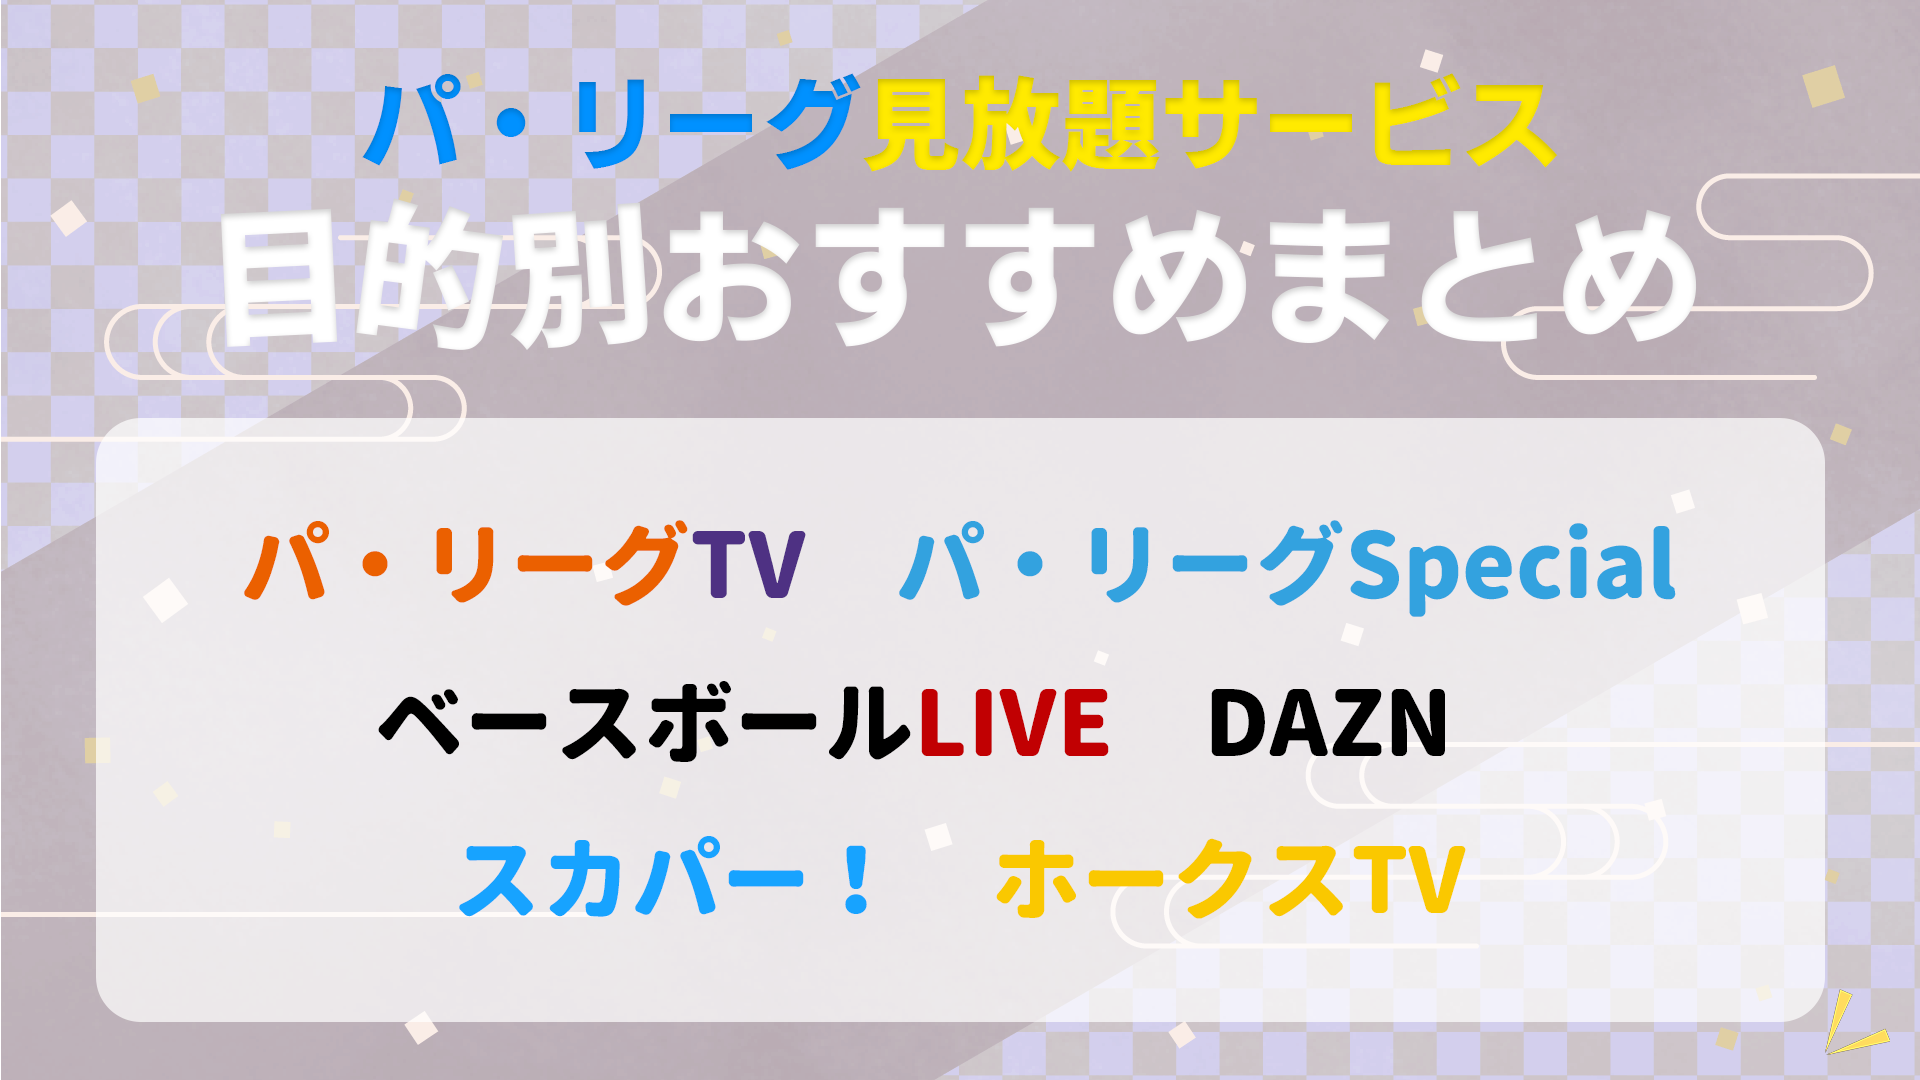 パ・リーグ見放題サービス
目的別おすすめまとめ
パ・リーグTV　パ・リーグSpecial
ベースボールLIVE　DAZN
スカパー！　ホークスTV